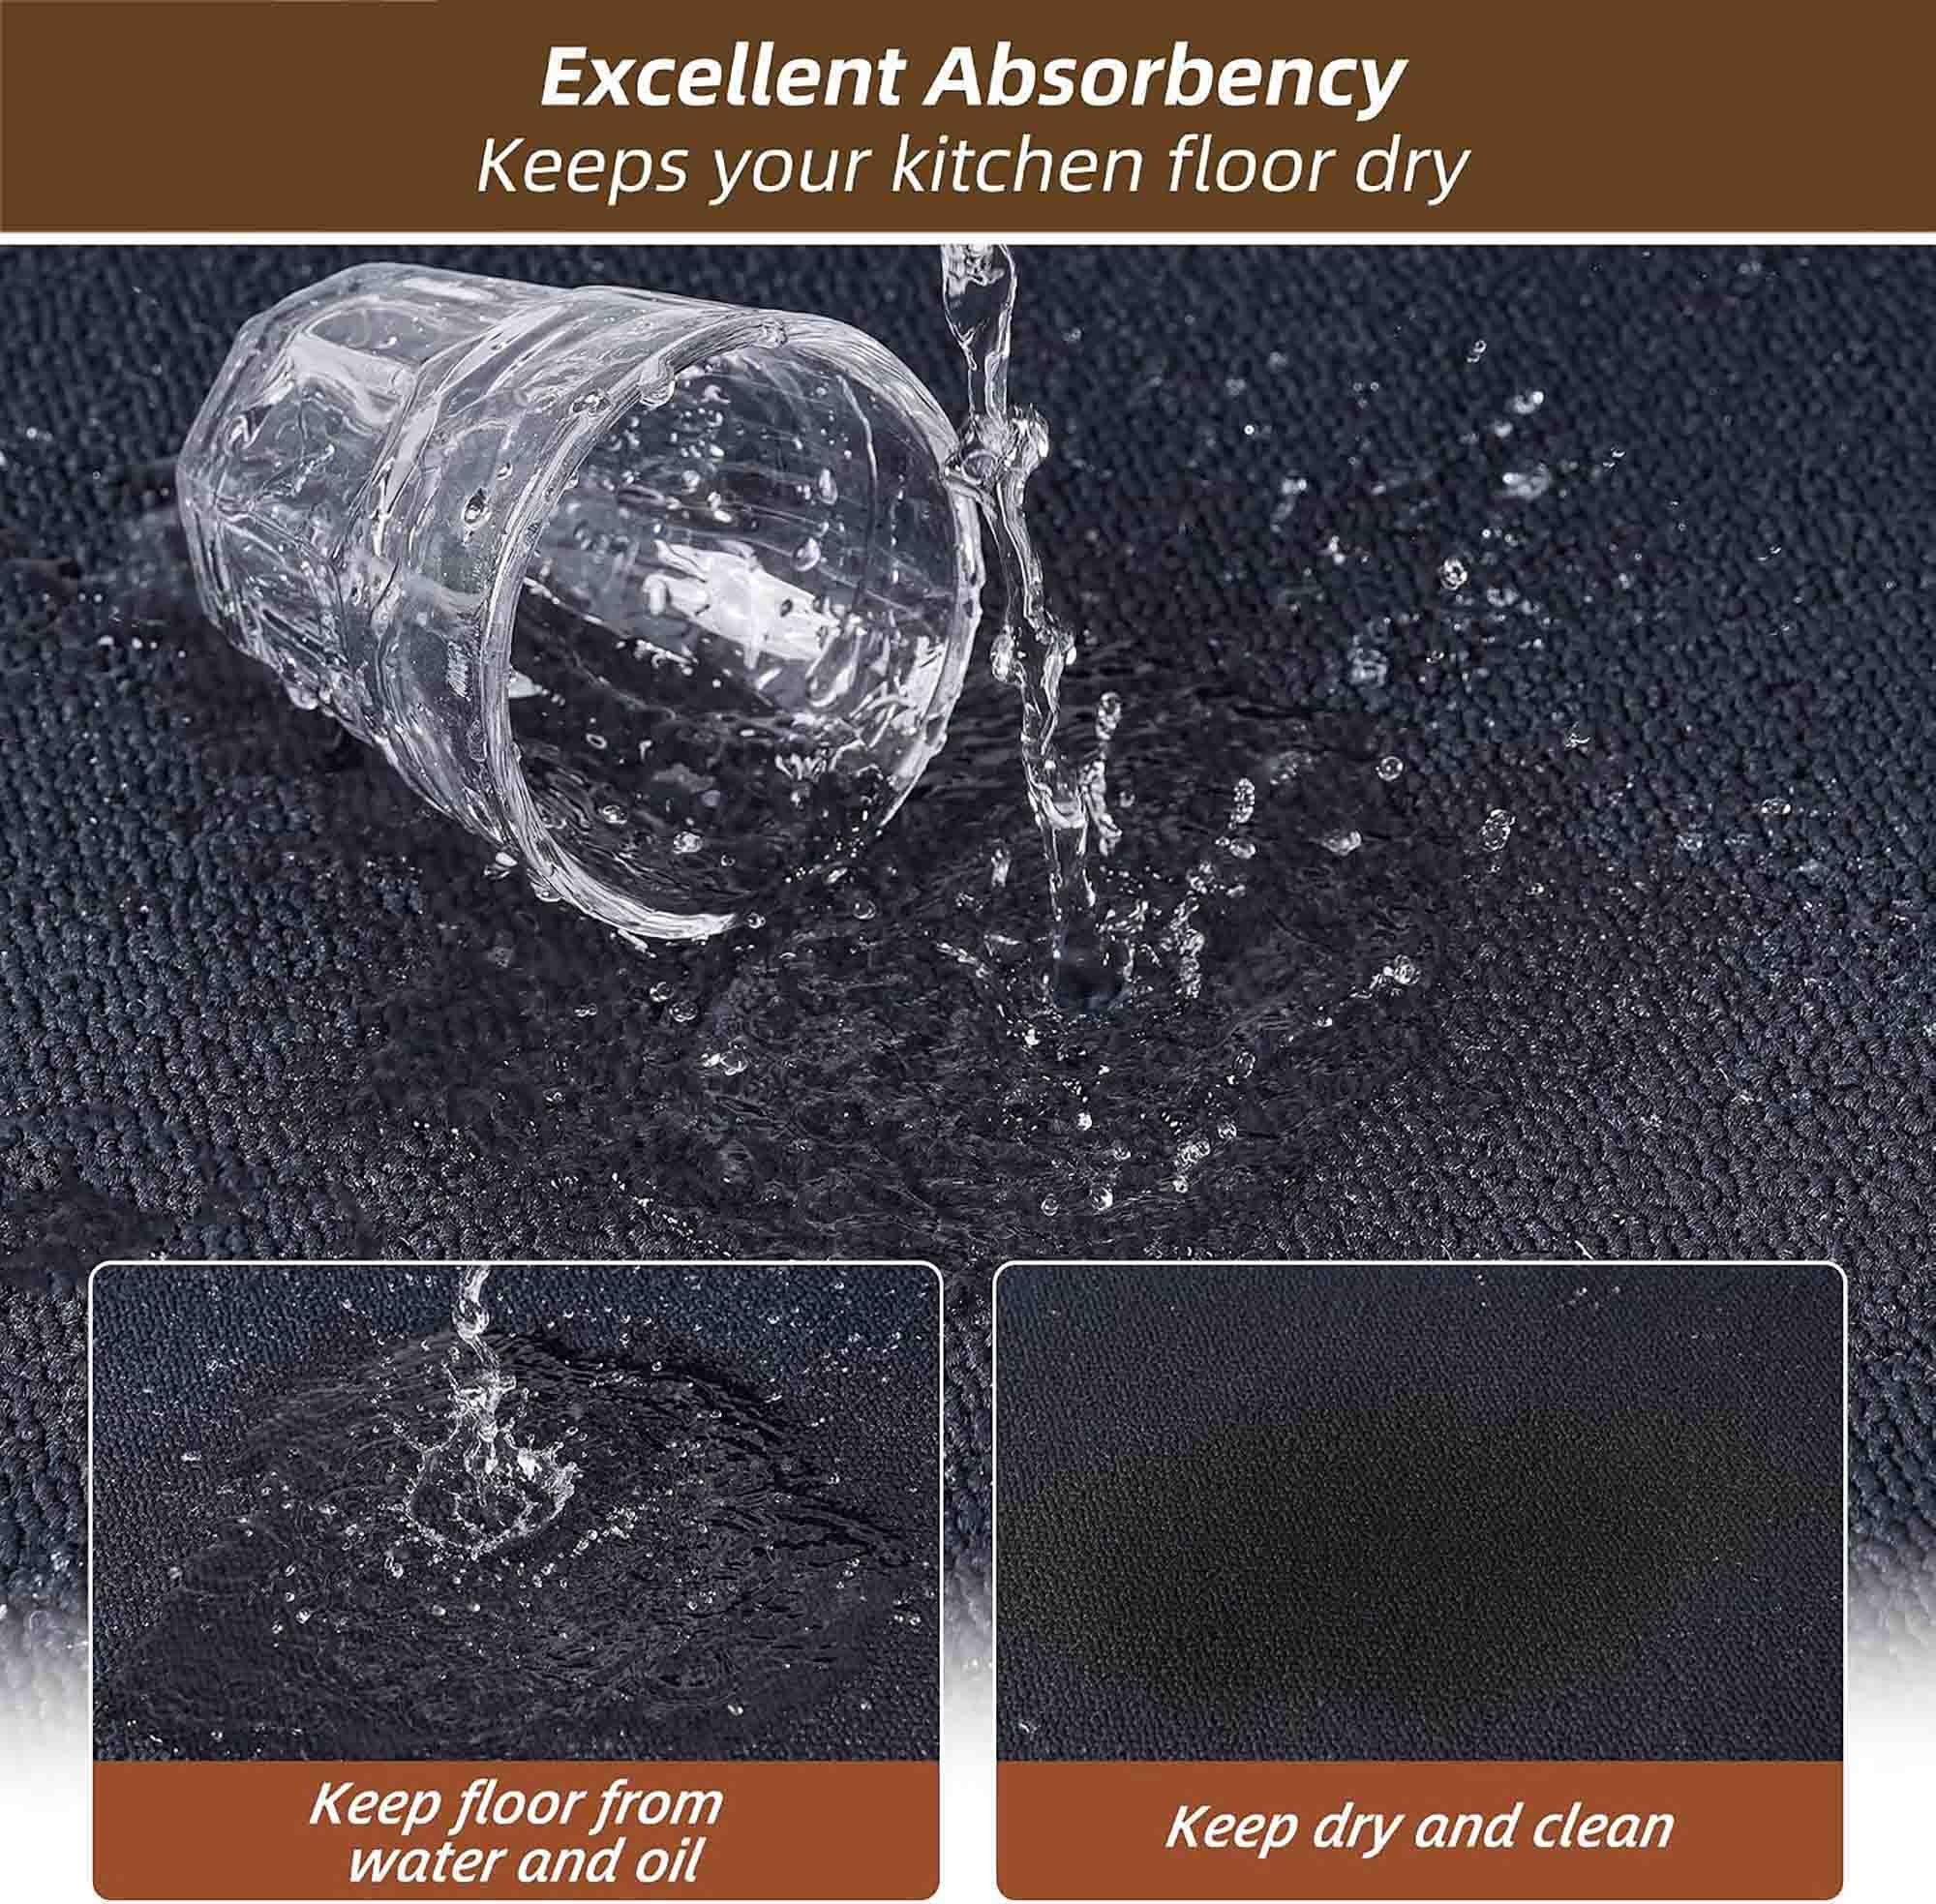 Excellent Absorbency
Keeps your kitchen floor dry
Keep floor from
water and oil
Keep dry and clean